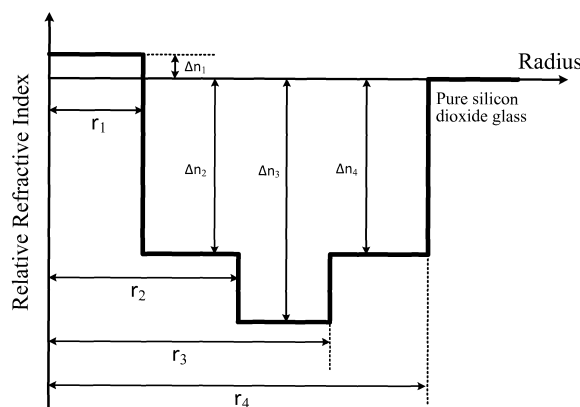 Relative Refractive Index
Δn₁
Radius
Pure silicon
dioxide glass
r₁
Δn₂
Δn₃
Δn₄
r₂
r₃
r₄